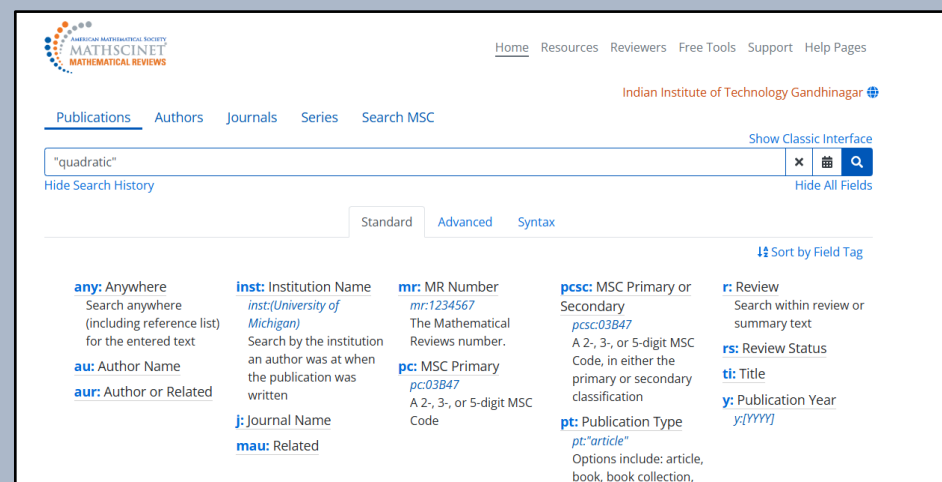 AMERICAN MATHEMATICAL SOCIETY
MATHSCINET
MATHEMATICAL REVIEWS
Home Resources Reviewers Free Tools Support Help Pages
Indian Institute of Technology Gandhinagar
Publications Authors Journals Series Search MSC
Show Classic Interface
"quadratic"
Hide Search History
Hide All Fields
Standard Advanced Syntax
Sort by Field Tag
any: Anywhere
Search anywhere
(including reference list)
for the entered text
au: Author Name
aur: Author or Related
inst: Institution Name
inst:(University of
Michigan)
Search by the institution
an author was at when
the publication was
written
j: Journal Name
mau: Related
mr: MR Number
mr:1234567
The Mathematical
Reviews number.
pc: MSC Primary
pc:03B47
A 2-, 3-, or 5-digit MSC
Code
pcsc: MSC Primary or
Secondary
pcsc:03B47
A 2-, 3-, or 5-digit MSC
Code, in either the
primary or secondary
classification
pt: Publication Type
pt:"article"
Options include: article,
book, book collection,
r: Review
Search within review or
summary text
rs: Review Status
ti: Title
y: Publication Year
y:[YYYY]